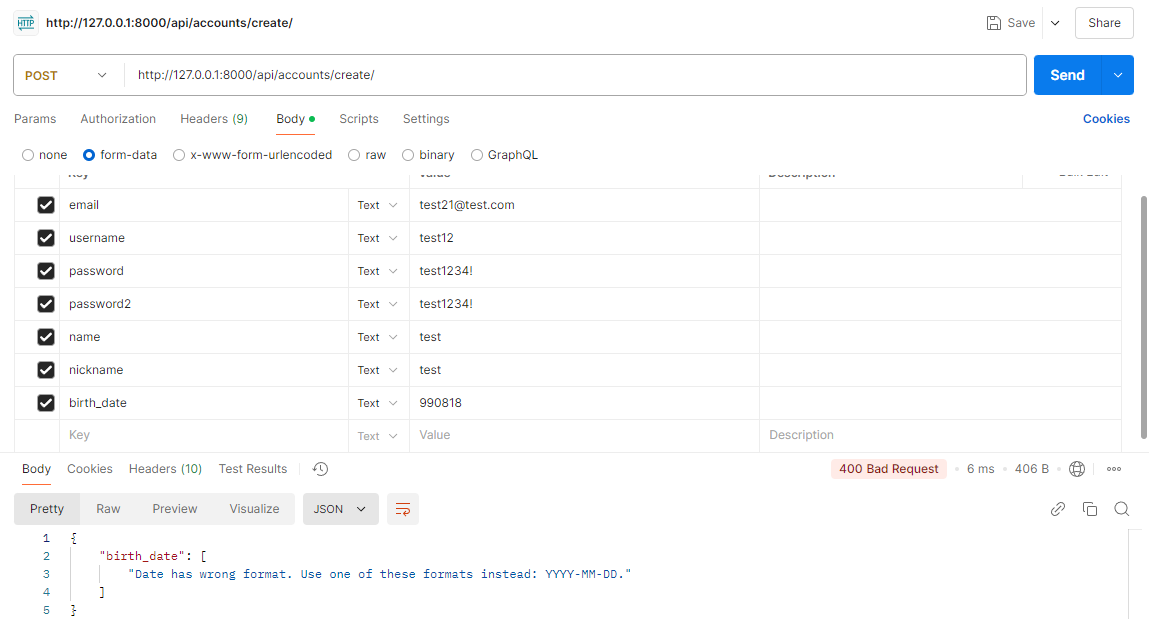 HTTP http://127.0.0.1:8000/api/accounts/create/ Save Share
POST http://127.0.0.1:8000/api/accounts/create/ Send
Params Authorization Headers (9) Body Scripts Settings Cookies
none form-data x-www-form-urlencoded raw binary GraphQL
Key Value Description Bulk Edit
email Text test21@test.com
username Text test12
password Text test1234!
password2 Text test1234!
name Text test
nickname Text test
birth_date Text 990818
Key Text Value Description
Body Cookies Headers (10) Test Results 400 Bad Request 6 ms 406 B
Pretty Raw Preview Visualize JSON
1 {
2 "birth_date": [
3 "Date has wrong format. Use one of these formats instead: YYYY-MM-DD."
4 ]
5 }